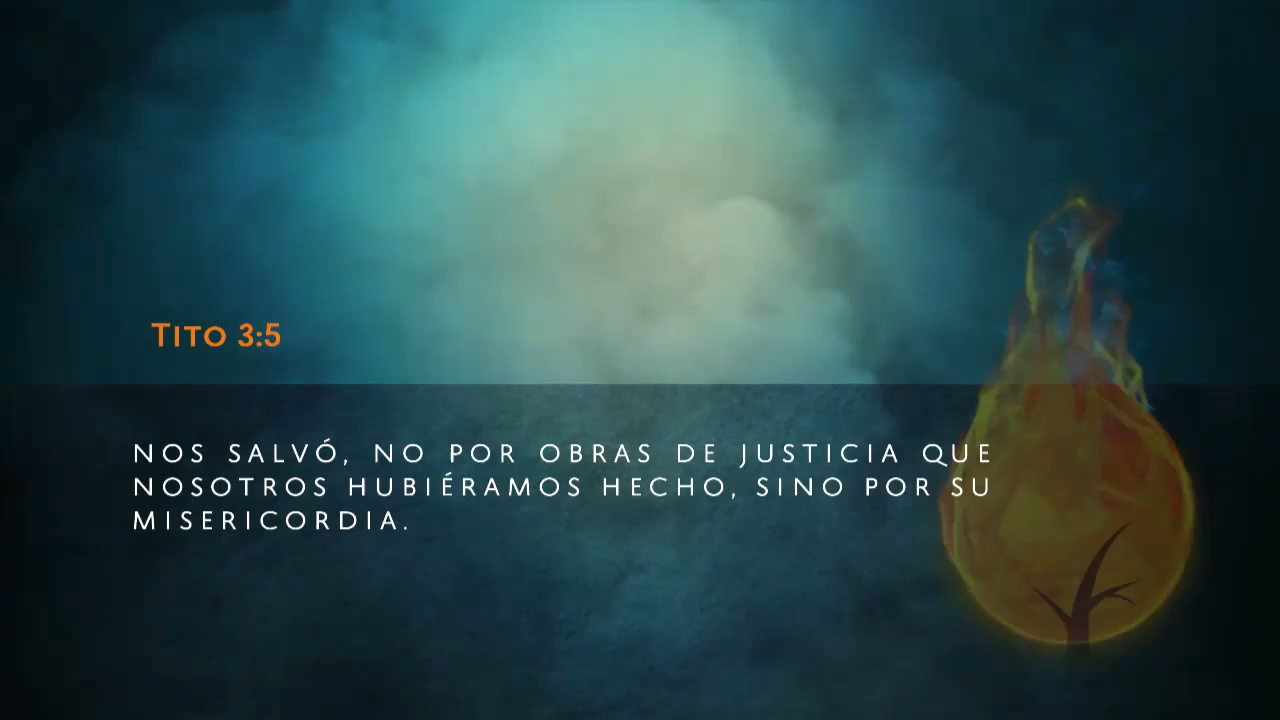 Tito 3:5
NOS SALVÓ, NO POR OBRAS DE JUSTICIA QUE
NOSOTROS HUBIÉRAMOS HECHO, SINO POR SU
MISERICORDIA.